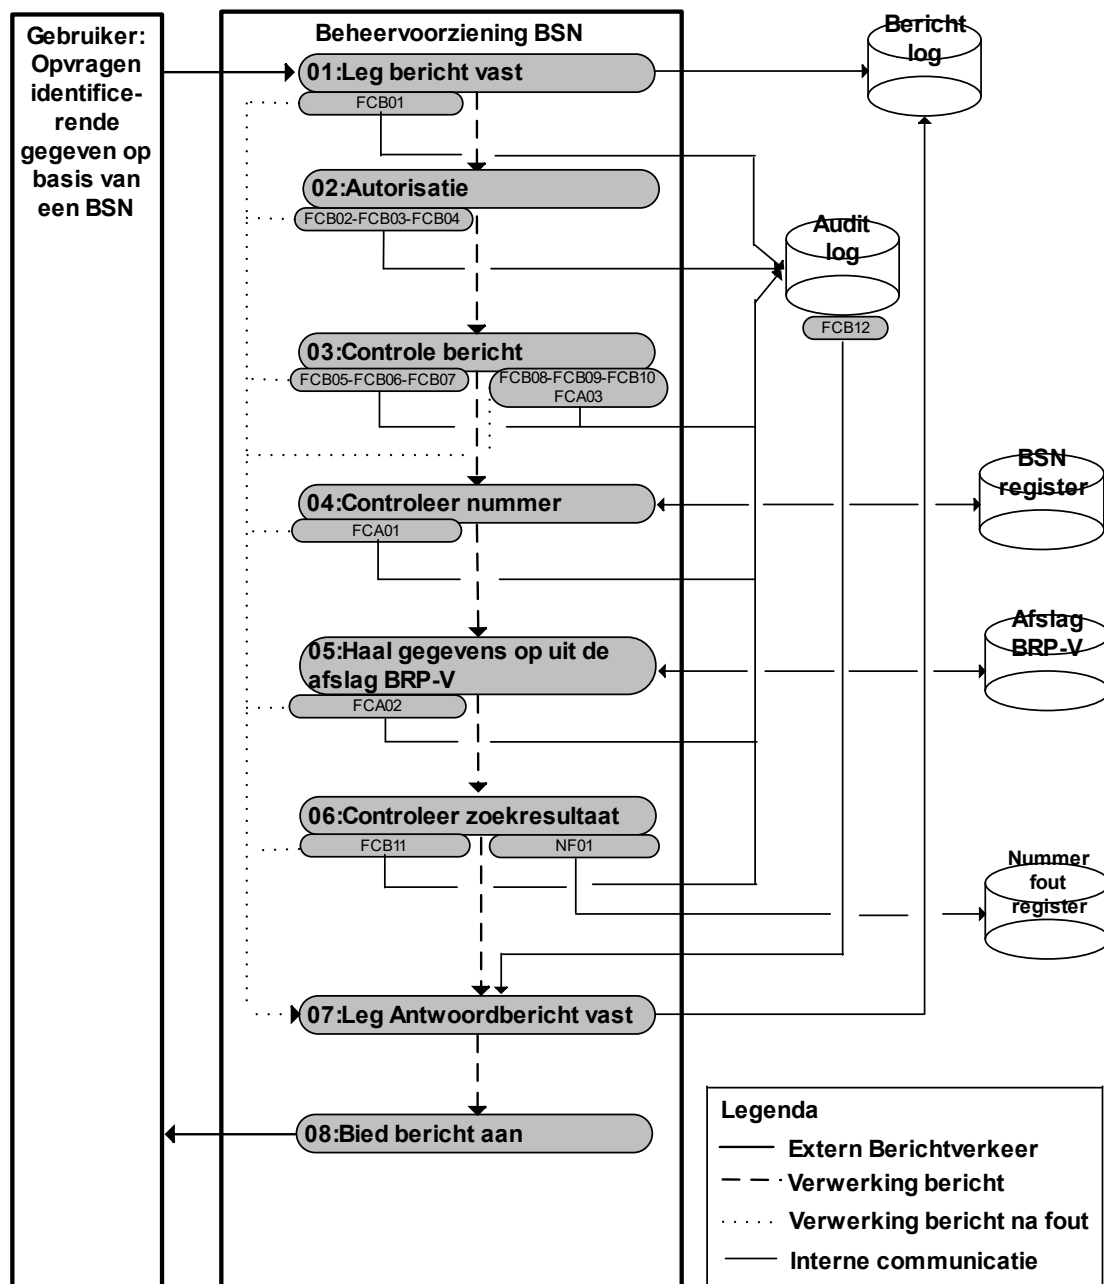 Gebruiker:
Opvragen
identifice-
rende
gegeven op
basis van
een BSN
Beheervoorziening BSN
01:Leg bericht vast
FCB01
02:Autorisatie
FCB02-FCB03-FCB04
03:Controle bericht
FCB05-FCB06-FCB07
FCB08-FCB09-FCB10
FCA03
04:Controleer nummer
FCA01
05:Haal gegevens op uit de
afslag BRP-V
FCA02
06:Controleer zoekresultaat
FCB11
NF01
07:Leg Antwoordbericht vast
08:Bied bericht aan
Bericht
log
Audit
log
FCB12
BSN
register
Afslag
BRP-V
Nummer
fout
register
Legenda
Extern Berichtverkeer
Verwerking bericht
Verwerking bericht na fout
Interne communicatie